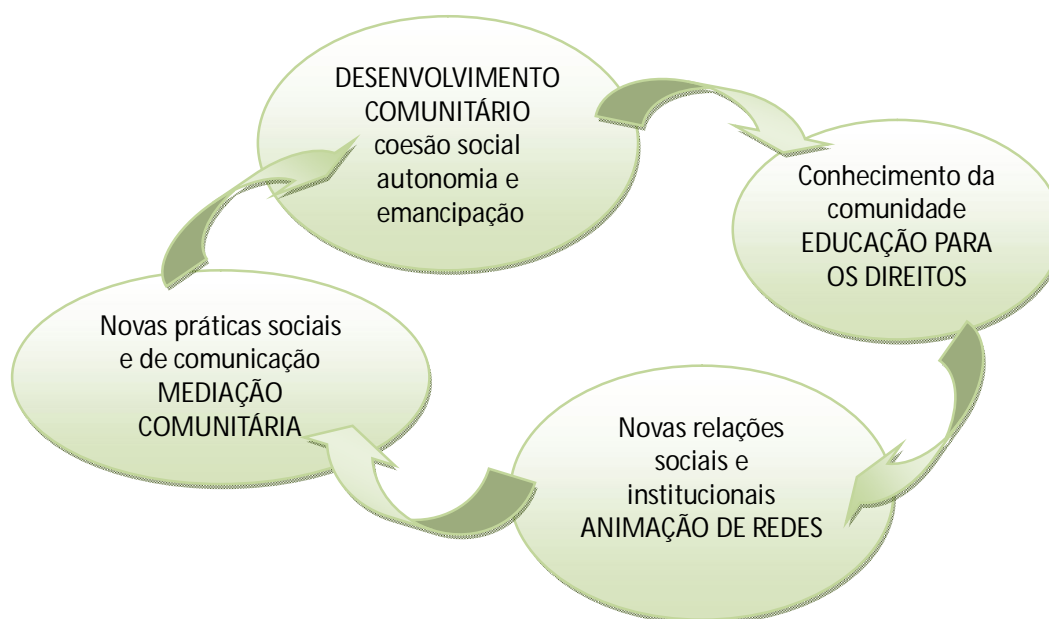 DESENVOLVIMENTO
COMUNITÁRIO
coesão social
autonomia e
emancipação
Conhecimento da
comunidade
EDUCAÇÃO PARA
OS DIREITOS
Novas relações
sociais e
institucionais
ANIMAÇÃO DE REDES
Novas práticas sociais
e de comunicação
MEDIAÇÃO
COMUNITÁRIA